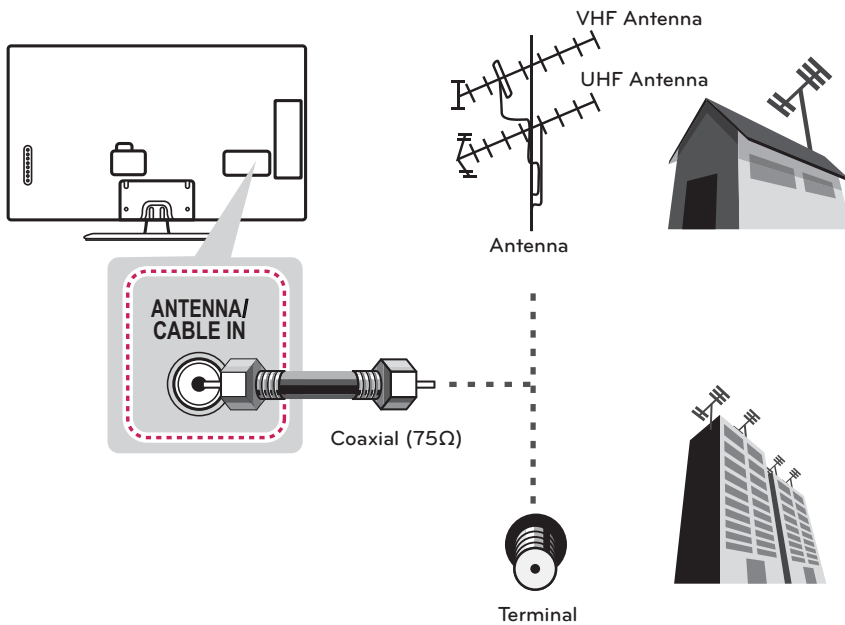 VHF Antenna
UHF Antenna
Antenna
ANTENNA/
CABLE IN
Coaxial (75Ω)
Terminal